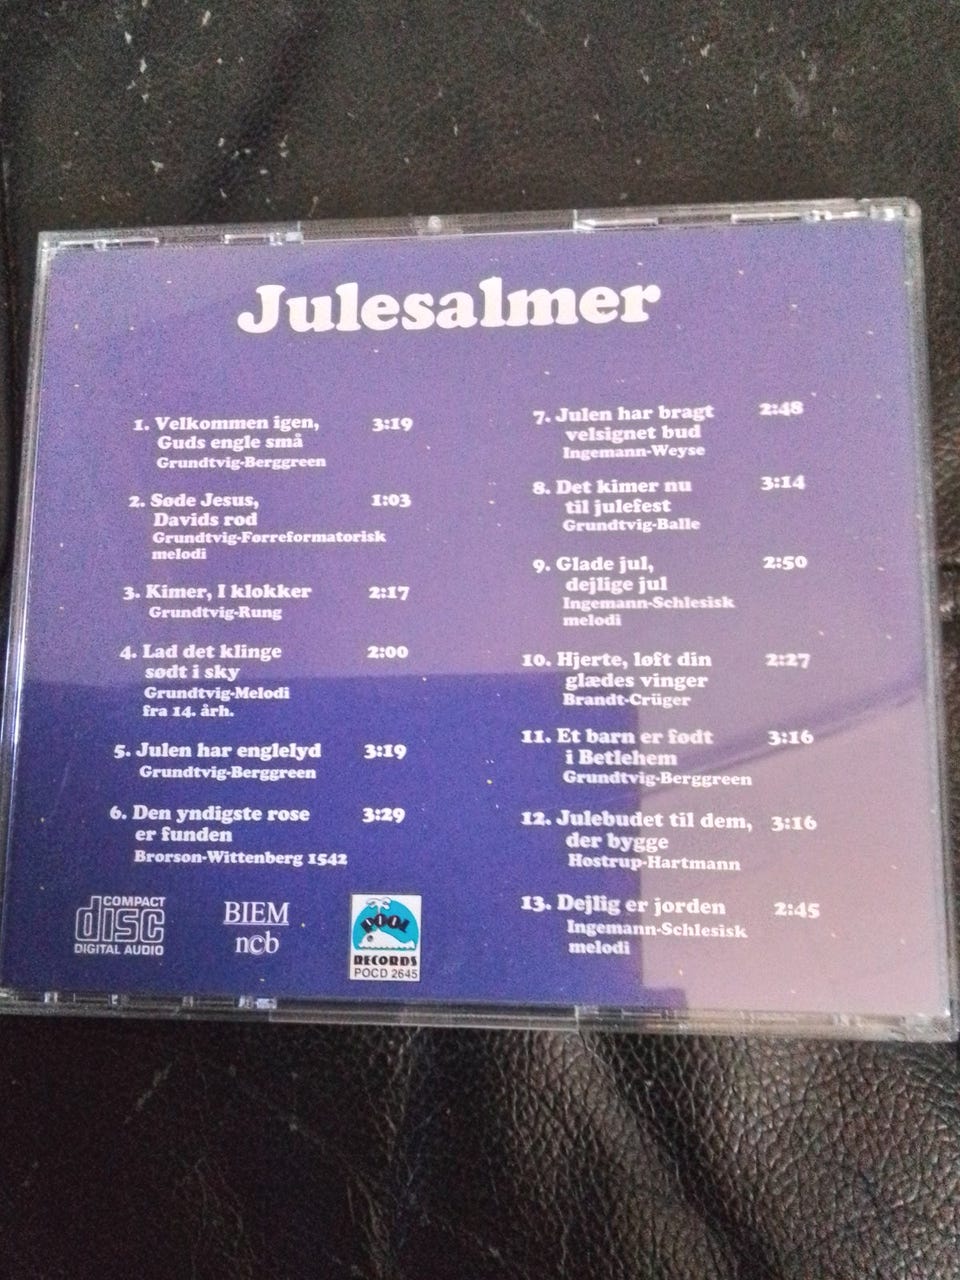 Julesalmer
1. Velkommen igen, 3:19
Guds engle små
Grundtvig-Berggreen
2. Søde Jesus, 1:03
Davids rod
Grundtvig-Førreformatorisk
melodi
3. Kimer, I klokker 2:17
Grundtvig-Rung
4. Lad det klinge 2:00
sødt i sky
Grundtvig-Melodi
fra 14. årh.
5. Julen har englelyd 3:19
Grundtvig-Berggreen
6. Den yndigste rose 3:29
er funden
Brorson-Wittenberg 1542
7. Julen har bragt 2:48
velsignet bud
Ingemann-Weyse
8. Det kimer nu 3:14
til julefest
Grundtvig-Balle
9. Glade jul, 2:50
dejlige jul
Ingemann-Schlesisk
melodi
10. Hjerte, løft din 2:27
glædes vinger
Brandt-Crüger
11. Et barn er født 3:16
i Betlehem
Grundtvig-Berggreen
12. Julebudet til dem, 3:16
der bygge
Hostrup-Hartmann
13. Dejlig er jorden 2:45
Ingemann-Schlesisk
melodi
COMPACT
disc
DIGITAL AUDIO
BIEM
ncb
POOL
RECORDS
POCD 2645